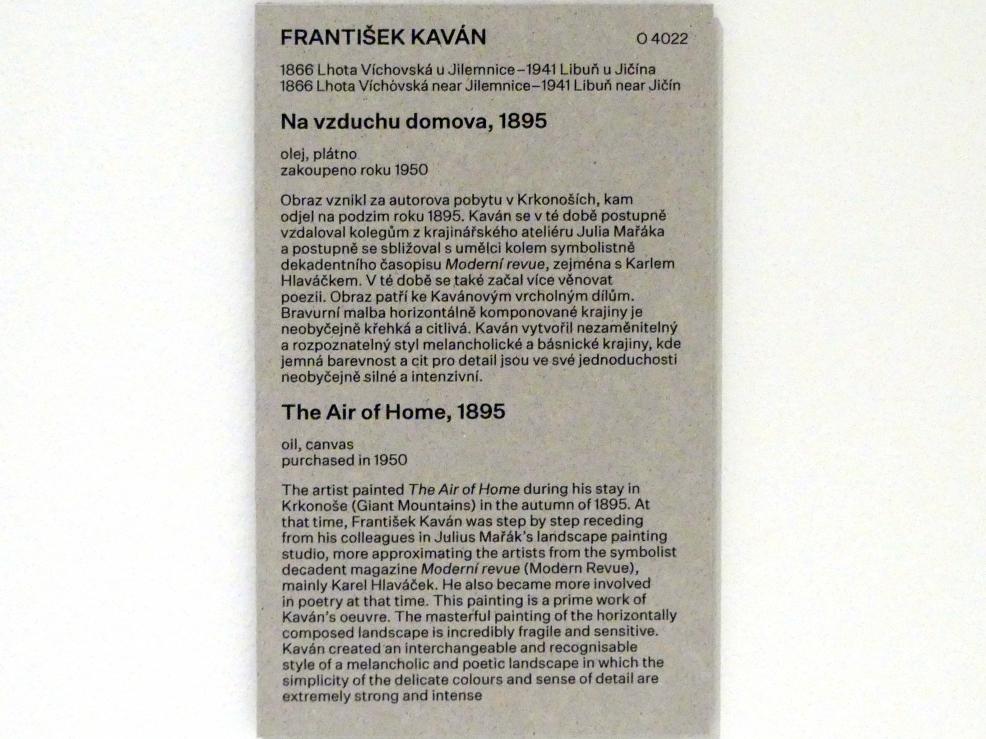 FRANTIŠEK KAVÁN O 4022
1866 Lhota Víchovská u Jilemnice–1941 Libuň u Jičína
1866 Lhota Víchóvská near Jilemnice–1941 Libuň near Jičín
Na vzduchu domova, 1895
olej, plátno
zakoupeno roku 1950
Obraz vznikl za autorova pobytu v Krkonoších, kam
odjel na podzim roku 1895. Kaván se v té době postupně
vzdaloval kolegům z krajinářského ateliéru Julia Mařáka
a postupně se sbližoval s umělci kolem symbolistně
dekadentního časopisu Moderní revue, zejména s Karlem
Hlaváčkem. V té době se také začal více věnovat
poezii. Obraz patří ke Kavánovým vrcholným dílům.
Bravurní malba horizontálně komponované krajiny je
neobyčejně křehká a citlivá. Kaván vytvořil nezaměnitelný
a rozpoznatelný styl melancholické a básnické krajiny, kde
jemná barevnost a cit pro detail jsou ve své jednoduchosti
neobyčejně silné a intenzivní.
The Air of Home, 1895
oil, canvas
purchased in 1950
The artist painted The Air of Home during his stay in
Krkonoše (Giant Mountains) in the autumn of 1895. At
that time, František Kaván was step by step receding
from his colleagues in Julius Mařák's landscape painting
studio, more approximating the artists from the symbolist
decadent magazine Moderní revue (Modern Revue),
mainly Karel Hlaváček. He also became more involved
in poetry at that time. This painting is a prime work of
Kaván's oeuvre. The masterful painting of the horizontally
composed landscape is incredibly fragile and sensitive.
Kaván created an interchangeable and recognisable
style of a melancholic and poetic landscape in which the
simplicity of the delicate colours and sense of detail are
extremely strong and intense